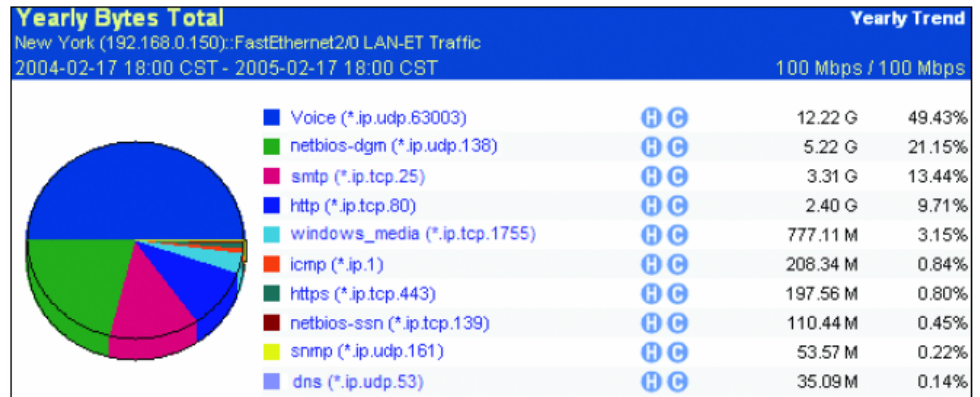 Yearly Bytes Total Yearly Trend
New York (192.168.0.150)::FastEthernet2/0 LAN-ET Traffic
2004-02-17 18:00 CST - 2005-02-17 18:00 CST 100 Mbps / 100 Mbps
Voice (*.ip.udp.63003) H C 12.22 G 49.43%
netbios-dgm (*.ip.udp.138) H C 5.22 G 21.15%
smtp (*.ip.tcp.25) H C 3.31 G 13.44%
http (*.ip.tcp.80) H C 2.40 G 9.71%
windows_media (*.ip.tcp.1755) H C 777.11 M 3.15%
icmp (*.ip.1) H C 208.34 M 0.84%
https (*.ip.tcp.443) H C 197.56 M 0.80%
netbios-ssn (*.ip.tcp.139) H C 110.44 M 0.45%
snmp (*.ip.udp.161) H C 53.57 M 0.22%
dns (*.ip.udp.53) H C 35.09 M 0.14%